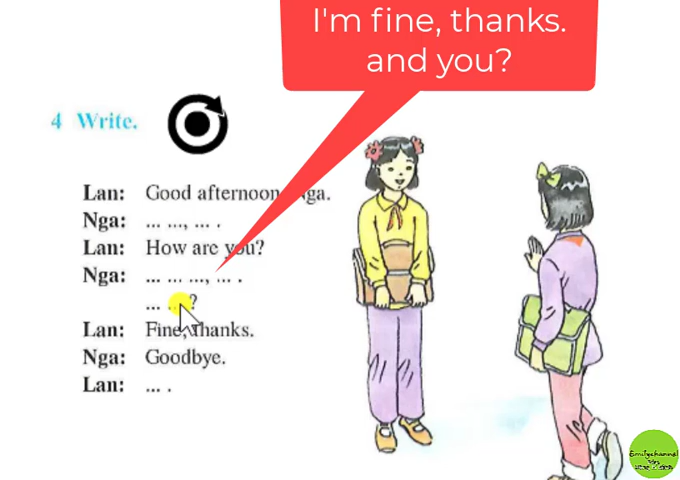 I'm fine, thanks.
and you?
4 Write.
Lan: Good afternoon, Nga.
Nga: ... ..., ... .
Lan: How are you?
Nga: ... ... ..., ... .
... ...?
Lan: Fine, thanks.
Nga: Goodbye.
Lan: ... .
Emilychannel